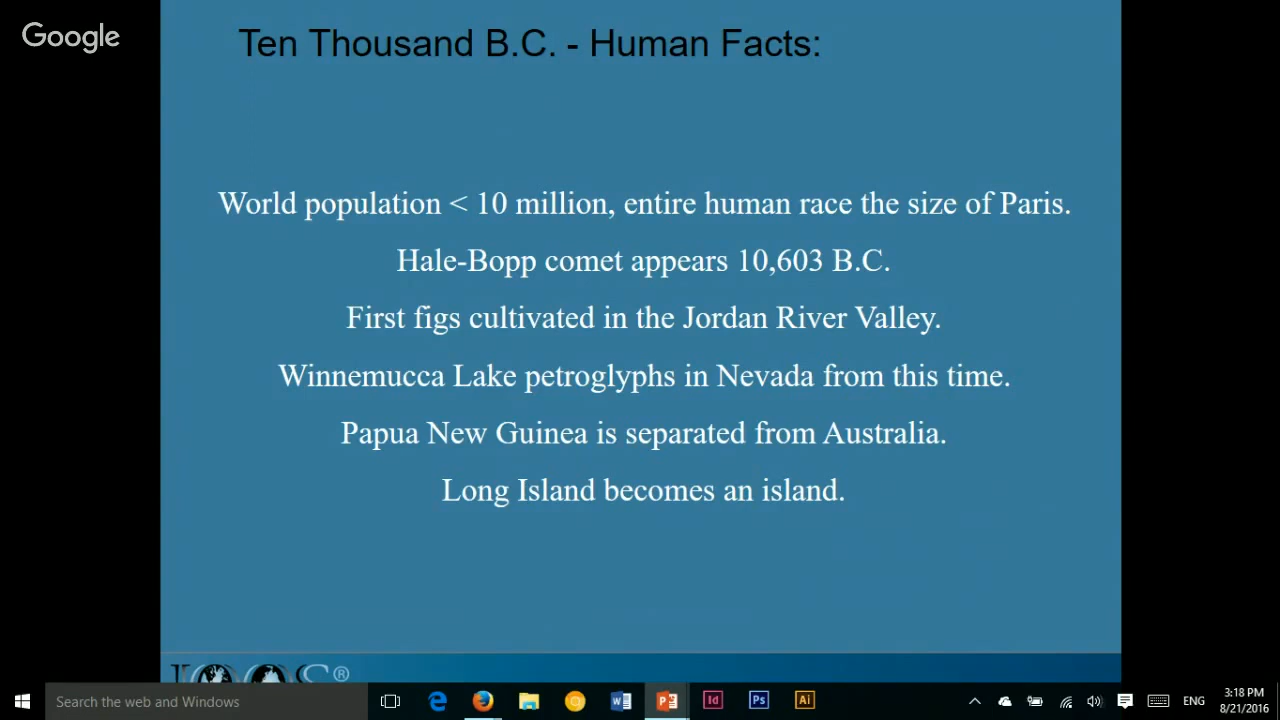 Google
Ten Thousand B.C. - Human Facts:
World population < 10 million, entire human race the size of Paris.
Hale-Bopp comet appears 10,603 B.C.
First figs cultivated in the Jordan River Valley.
Winnemucca Lake petroglyphs in Nevada from this time.
Papua New Guinea is separated from Australia.
Long Island becomes an island.
®
Search the web and Windows
W
P
Id
Ps
Ai
ENG
3:18 PM
8/21/2016